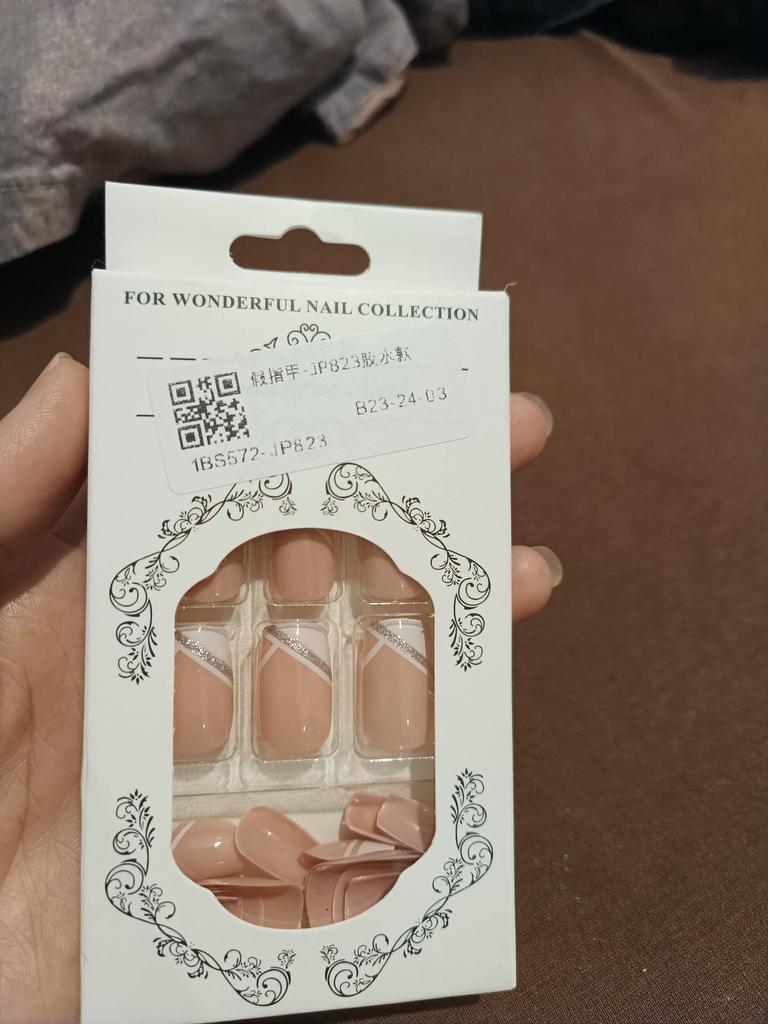 FOR WONDERFUL NAIL COLLECTION
假指甲-JP823胶水款
B23-24-03
1BS572-JP823